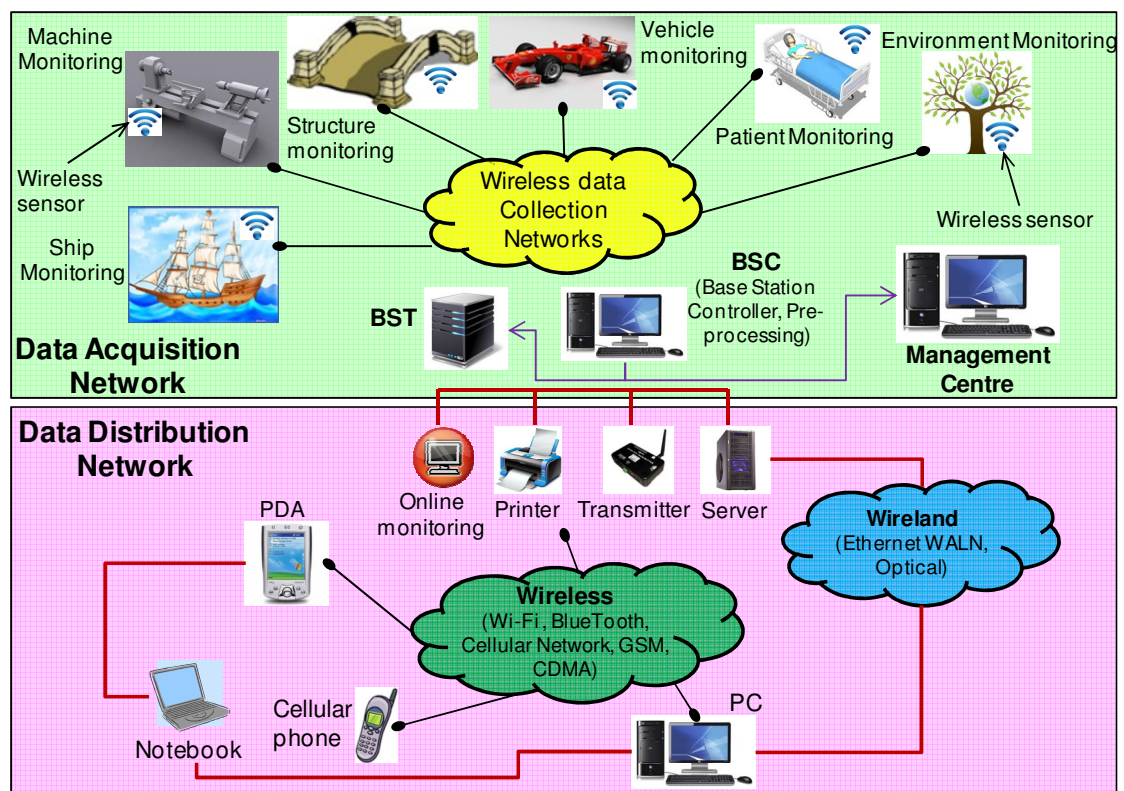 Machine
Monitoring
Structure
monitoring
Vehicle
monitoring
Patient Monitoring
Environment Monitoring
Wireless
sensor
Wireless data
Collection
Networks
Wireless sensor
Ship
Monitoring
BST
BSC
(Base Station
Controller, Pre-
processing)
Management
Centre
Data Acquisition
Network
Data Distribution
Network
Online
monitoring
Printer
Transmitter
Server
PDA
Wireland
(Ethernet WALN,
Optical)
Wireless
(Wi-Fi, BlueTooth,
Cellular Network, GSM,
CDMA)
Notebook
Cellular
phone
PC